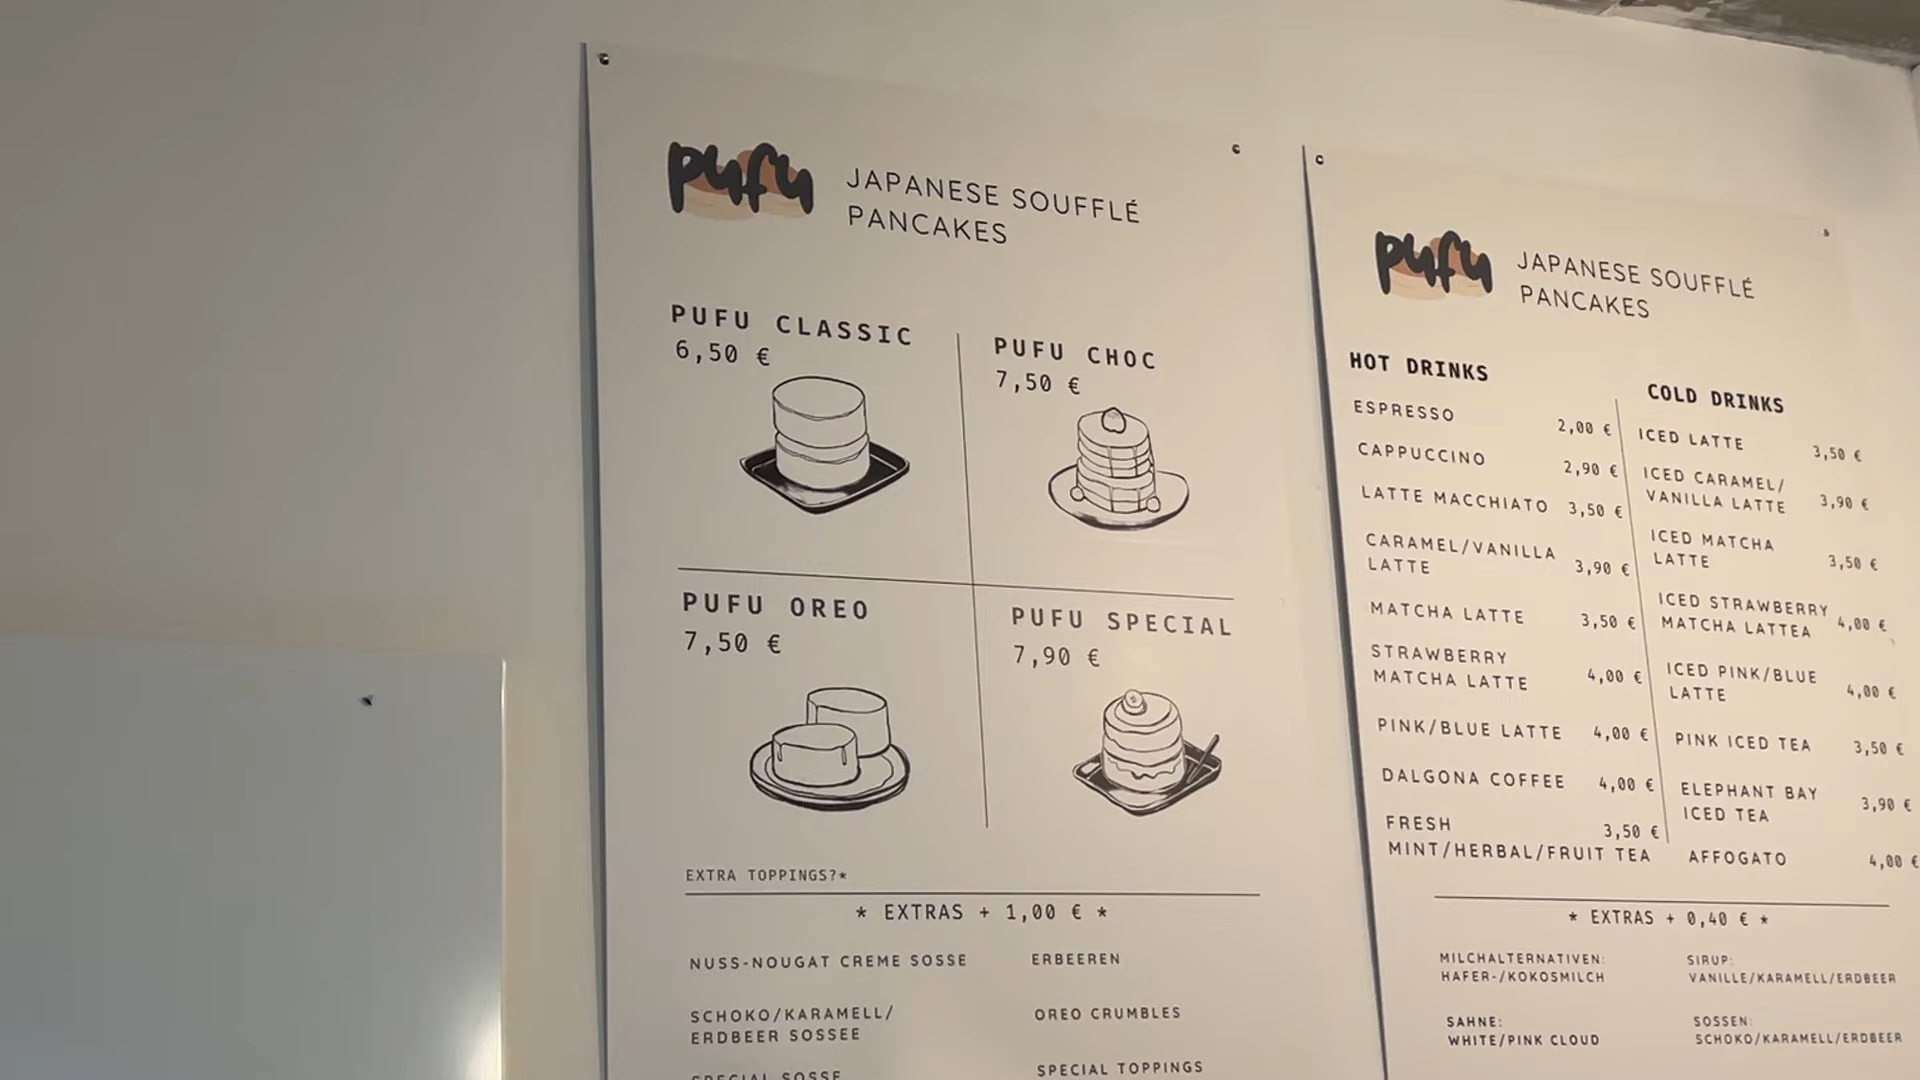 pufu
JAPANESE SOUFFLÉ
PANCAKES
PUFU CLASSIC
6,50 €
PUFU CHOC
7,50 €
PUFU OREO
7,50 €
PUFU SPECIAL
7,90 €
EXTRA TOPPINGS?*
* EXTRAS + 1,00 € *
NUSS-NOUGAT CREME SOSSE
ERBEEREN
SCHOKO/KARAMELL/
ERDBEER SOSSEE
OREO CRUMBLES
SPECIAL SOSSE
SPECIAL TOPPINGS
pufu
JAPANESE SOUFFLÉ
PANCAKES
HOT DRINKS
ESPRESSO 2,00 €
CAPPUCCINO 2,90 €
LATTE MACCHIATO 3,50 €
CARAMEL/VANILLA
LATTE 3,90 €
MATCHA LATTE 3,50 €
STRAWBERRY
MATCHA LATTE 4,00 €
PINK/BLUE LATTE 4,00 €
DALGONA COFFEE 4,00 €
FRESH 3,50 €
MINT/HERBAL/FRUIT TEA
COLD DRINKS
ICED LATTE 3,50 €
ICED CARAMEL/
VANILLA LATTE 3,90 €
ICED MATCHA
LATTE 3,50 €
ICED STRAWBERRY
MATCHA LATTEA 4,00 €
ICED PINK/BLUE
LATTE 4,00 €
PINK ICED TEA 3,50 €
ELEPHANT BAY
ICED TEA 3,90 €
AFFOGATO 4,00 €
* EXTRAS + 0,40 € *
MILCHALTERNATIVEN:
HAFER-/KOKOSMILCH
SIRUP:
VANILLE/KARAMELL/ERDBEER
SAHNE:
WHITE/PINK CLOUD
SOSSEN:
SCHOKO/KARAMELL/ERDBEER